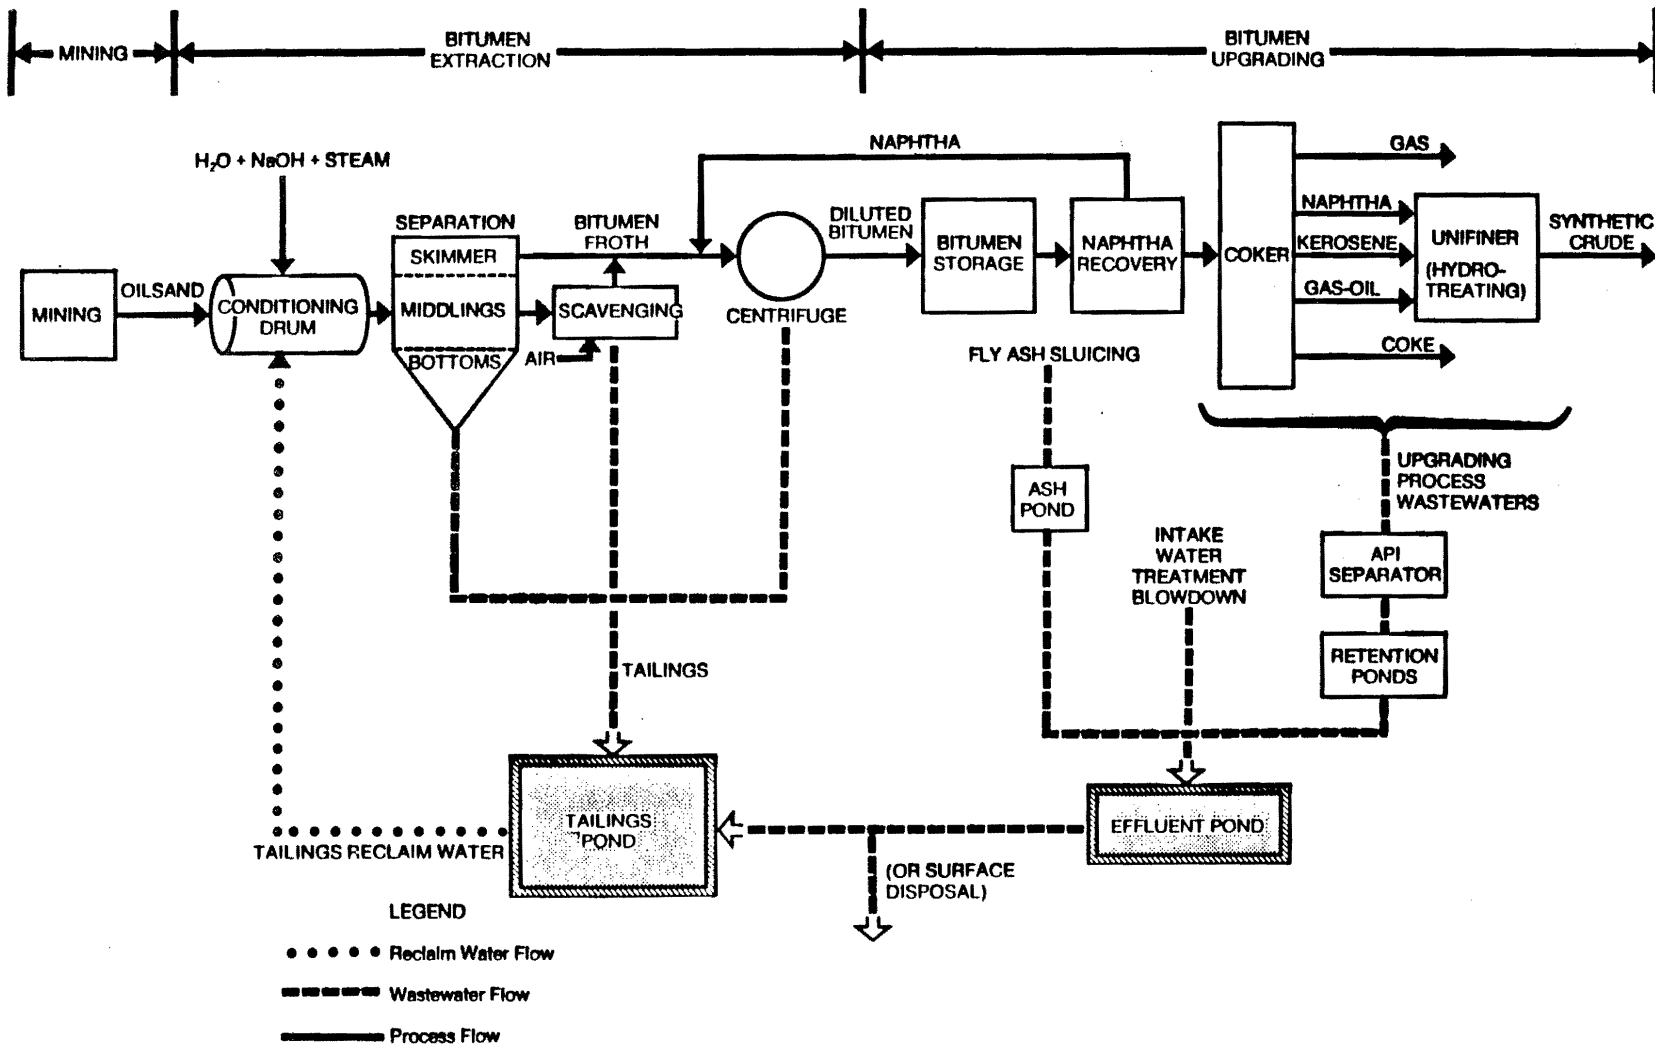 MINING
BITUMEN
EXTRACTION
BITUMEN
UPGRADING
H₂O + NaOH + STEAM
NAPHTHA
GAS
SEPARATION
BITUMEN
FROTH
DILUTED
BITUMEN
SKIMMER
MIDDLINGS
BOTTOMS
MINING
OILSAND
CONDITIONING
DRUM
SCAVENGING
AIR
CENTRIFUGE
BITUMEN
STORAGE
NAPHTHA
RECOVERY
COKER
NAPHTHA
KEROSENE
GAS-OIL
COKE
UNIFINER
(HYDRO-
TREATING)
SYNTHETIC
CRUDE
FLY ASH SLUICING
ASH
POND
INTAKE
WATER
TREATMENT
BLOWDOWN
UPGRADING
PROCESS
WASTEWATERS
API
SEPARATOR
RETENTION
PONDS
TAILINGS
TAILINGS
POND
EFFLUENT POND
TAILINGS RECLAIM WATER
(OR SURFACE
DISPOSAL)
LEGEND
Reclaim Water Flow
Wastewater Flow
Process Flow